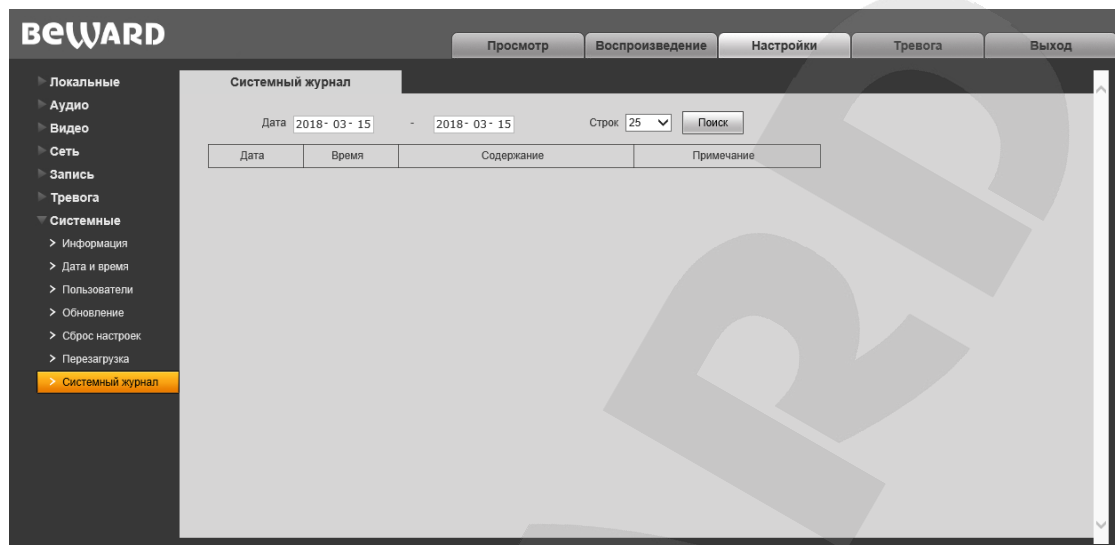 BEWARD
Просмотр Воспроизведение Настройки Тревога Выход
Локальные
Аудио
Видео
Сеть
Запись
Тревога
Системные
Информация
Дата и время
Пользователи
Обновление
Сброс настроек
Перезагрузка
Системный журнал
Системный журнал
Дата 2018- 03- 15 - 2018- 03- 15 Строк 25 Поиск
Дата Время Содержание Примечание